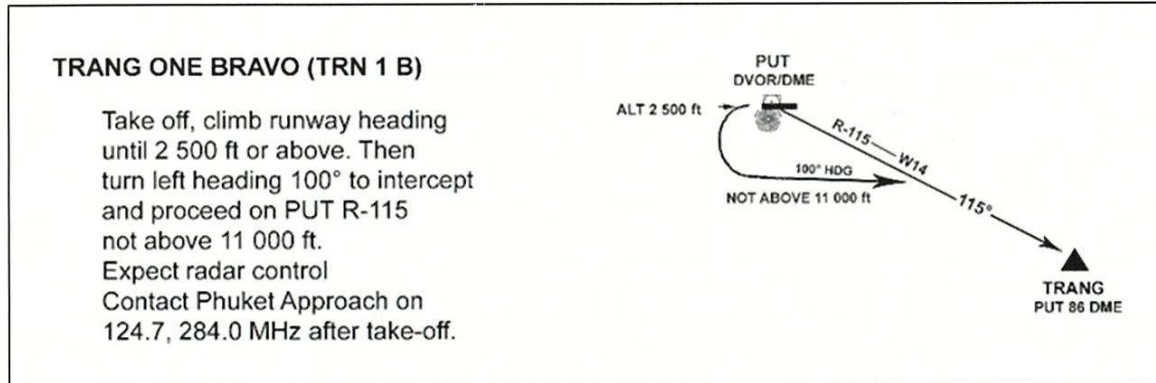 TRANG ONE BRAVO (TRN 1 B)
Take off, climb runway heading
until 2 500 ft or above. Then
turn left heading 100° to intercept
and proceed on PUT R-115
not above 11 000 ft.
Expect radar control
Contact Phuket Approach on
124.7, 284.0 MHz after take-off.
PUT
DVOR/DME
ALT 2 500 ft
R-115
W14
100° HDG
NOT ABOVE 11 000 ft
115°
TRANG
PUT 86 DME